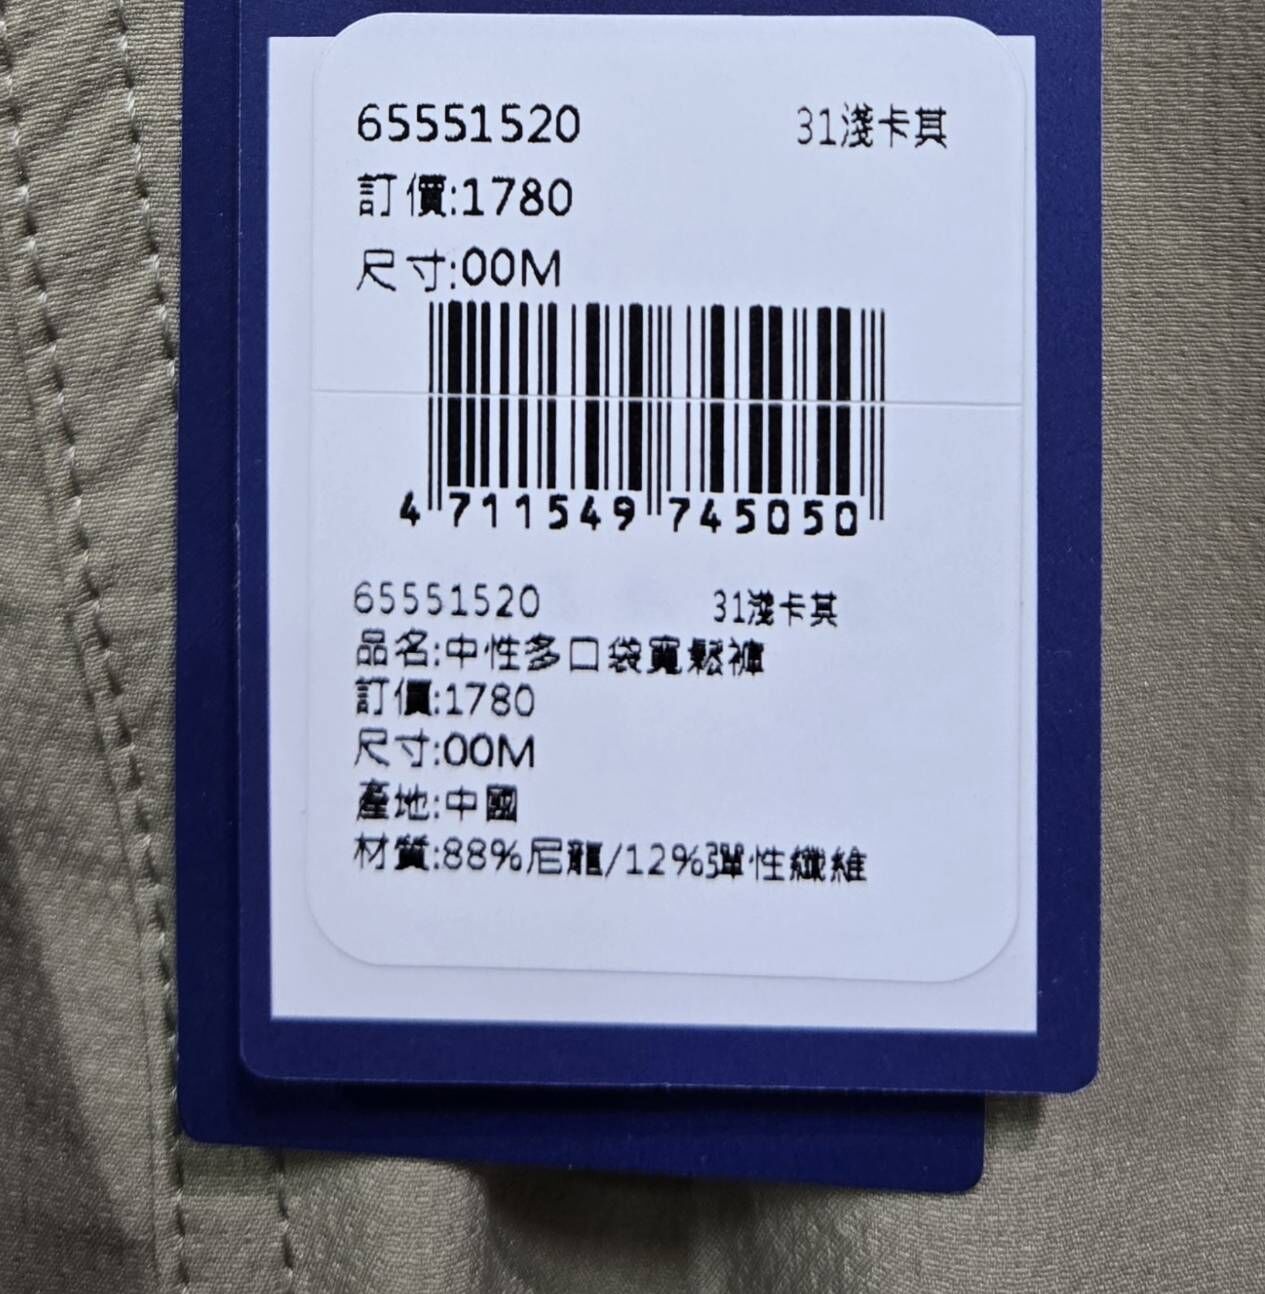 65551520 31淺卡其
訂價:1780
尺寸:00M
4 711549 745050
65551520 31淺卡其
品名:中性多口袋寬鬆褲
訂價:1780
尺寸:00M
產地:中國
材質:88%尼龍/12%彈性纖維